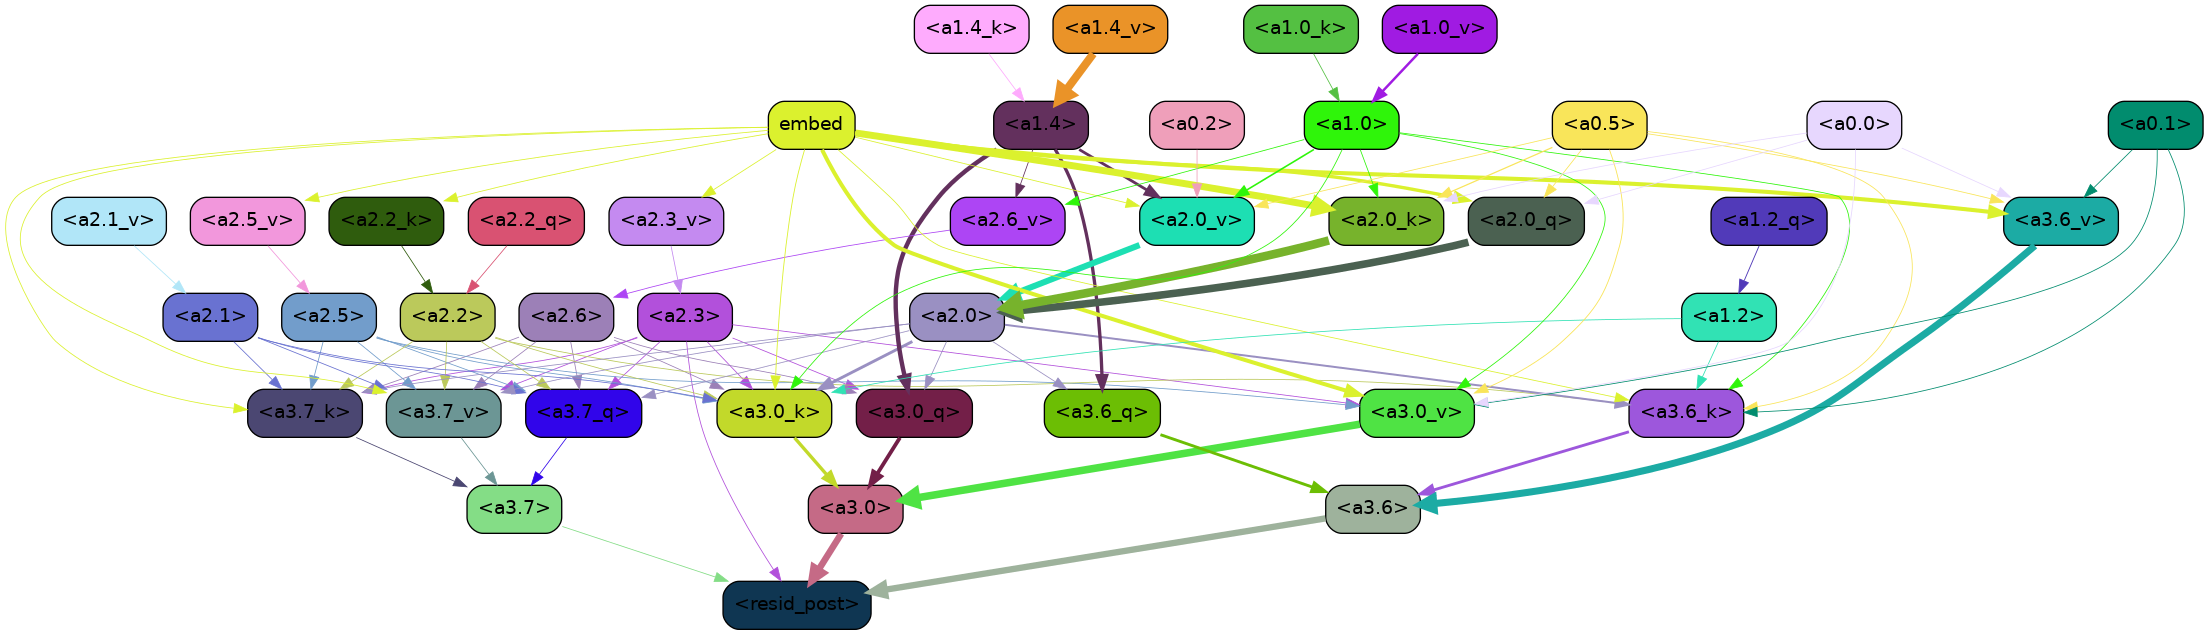 <a1.4_k> <a1.4_v> <a1.0_k> <a1.0_v>
embed <a1.4> <a0.2> <a1.0> <a0.5> <a0.0> <a0.1>
<a2.1_v> <a2.5_v> <a2.2_k> <a2.2_q> <a2.3_v> <a2.6_v> <a2.0_v> <a2.0_k> <a2.0_q> <a1.2_q> <a3.6_v>
<a2.1> <a2.5> <a2.2> <a2.6> <a2.3> <a2.0> <a1.2>
<a3.7_k> <a3.7_v> <a3.7_q> <a3.0_k> <a3.0_q> <a3.6_q> <a3.0_v> <a3.6_k>
<a3.7> <a3.0> <a3.6>
<resid_post>